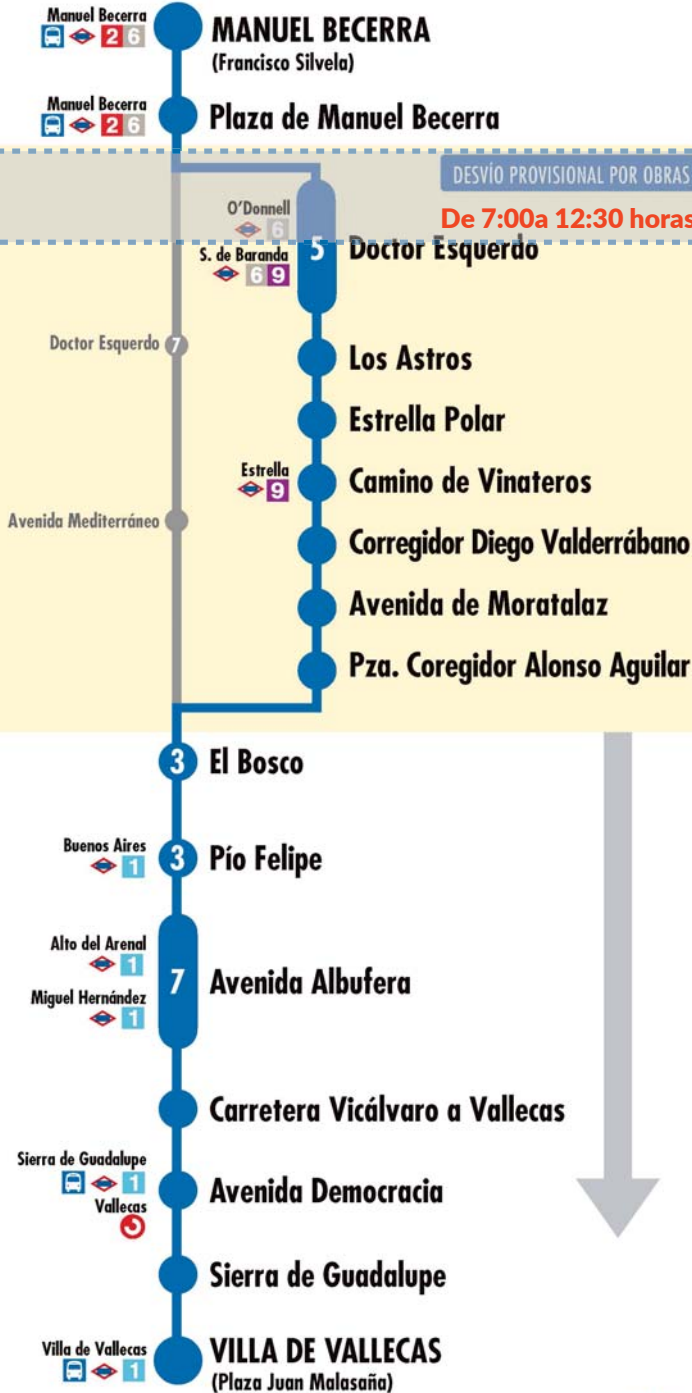 Manuel Becerra
2 6
MANUEL BECERRA
(Francisco Silvela)
Manuel Becerra
2 6
Plaza de Manuel Becerra
DESVÍO PROVISIONAL POR OBRAS
De 7:00a 12:30 horas
O'Donnell
6
S. de Baranda
6 9
5
Doctor Esquerdo
Doctor Esquerdo 7
Los Astros
Estrella Polar
Estrella
9
Camino de Vinateros
Avenida Mediterráneo
Corregidor Diego Valderrábano
Avenida de Moratalaz
Pza. Coregidor Alonso Aguilar
3 El Bosco
Buenos Aires
1
3 Pío Felipe
Alto del Arenal
1
Miguel Hernández
1
7
Avenida Albufera
Carretera Vicálvaro a Vallecas
Sierra de Guadalupe
1
Vallecas
Avenida Democracia
Sierra de Guadalupe
Villa de Vallecas
1
VILLA DE VALLECAS
(Plaza Juan Malasaña)